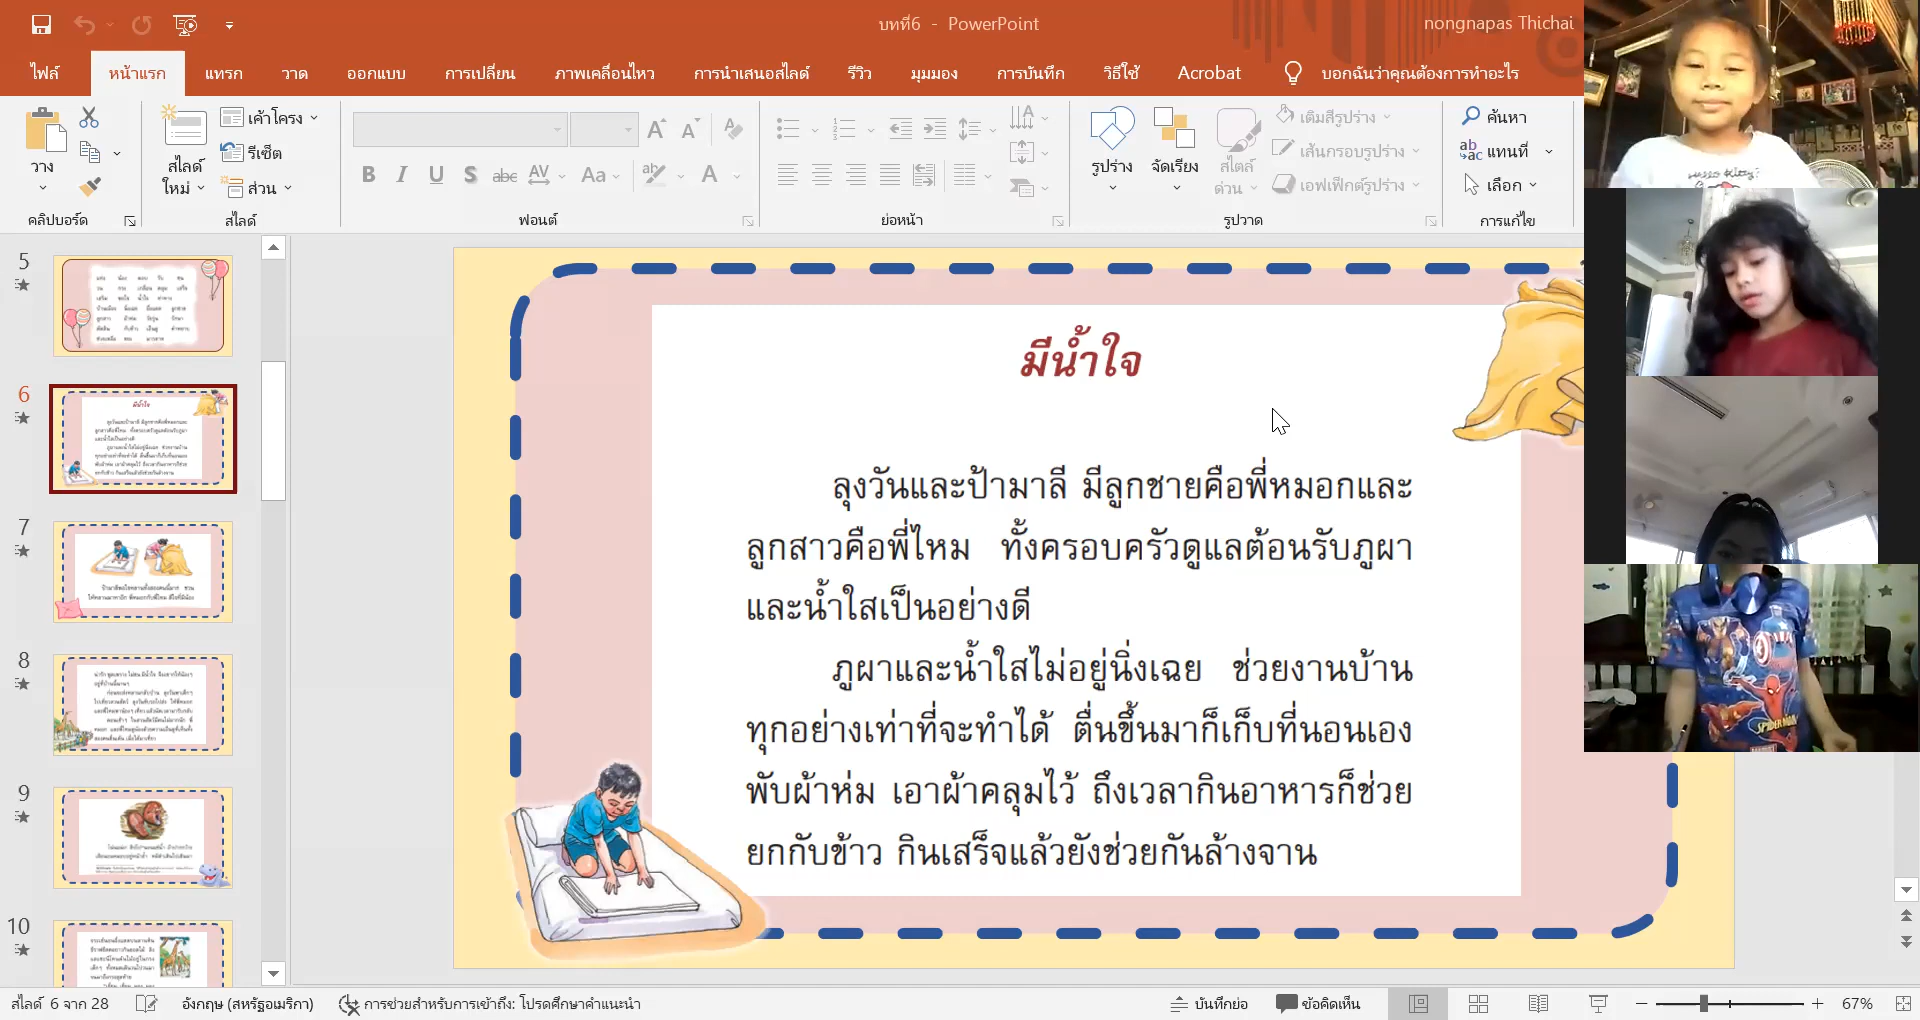 บทที่6 - PowerPoint
nongnapas Thichai
ไฟล์ หน้าแรก แทรก วาด ออกแบบ การเปลี่ยน ภาพเคลื่อนไหว การนำเสนอสไลด์ รีวิว มุมมอง การบันทึก วิธีใช้ Acrobat บอกฉันว่าคุณต้องการทำอะไร
วาง
คลิปบอร์ด
สไลด์
ใหม่
เค้าโครง
รีเซ็ต
ส่วน
สไลด์
B I U S abc AV Aa A
ฟอนต์
ย่อหน้า
รูปร่าง
จัดเรียง
สไตล์
ด่วน
เติมสีรูปร่าง
เส้นกรอบรูปร่าง
เอฟเฟ็กต์รูปร่าง
รูปวาด
ค้นหา
แทนที่
เลือก
การแก้ไข
5
6
7
8
9
10
มีน้ำใจ
ลุงวันและป้ามาลี มีลูกชายคือพี่หมอกและ
ลูกสาวคือพี่ไหม ทั้งครอบครัวดูแลต้อนรับภูผา
และน้ำใสเป็นอย่างดี
ภูผาและน้ำใสไม่อยู่นิ่งเฉย ช่วยงานบ้าน
ทุกอย่างเท่าที่จะทำได้ ตื่นขึ้นมาก็เก็บที่นอนเอง
พับผ้าห่ม เอาผ้าคลุมไว้ ถึงเวลากินอาหารก็ช่วย
ยกกับข้าว กินเสร็จแล้วยังช่วยกันล้างจาน
SPIDER-MAN
สไลด์ 6 จาก 28 อังกฤษ (สหรัฐอเมริกา) การช่วยสำหรับการเข้าถึง: โปรดศึกษาคำแนะนำ บันทึกย่อ ข้อคิดเห็น 67%